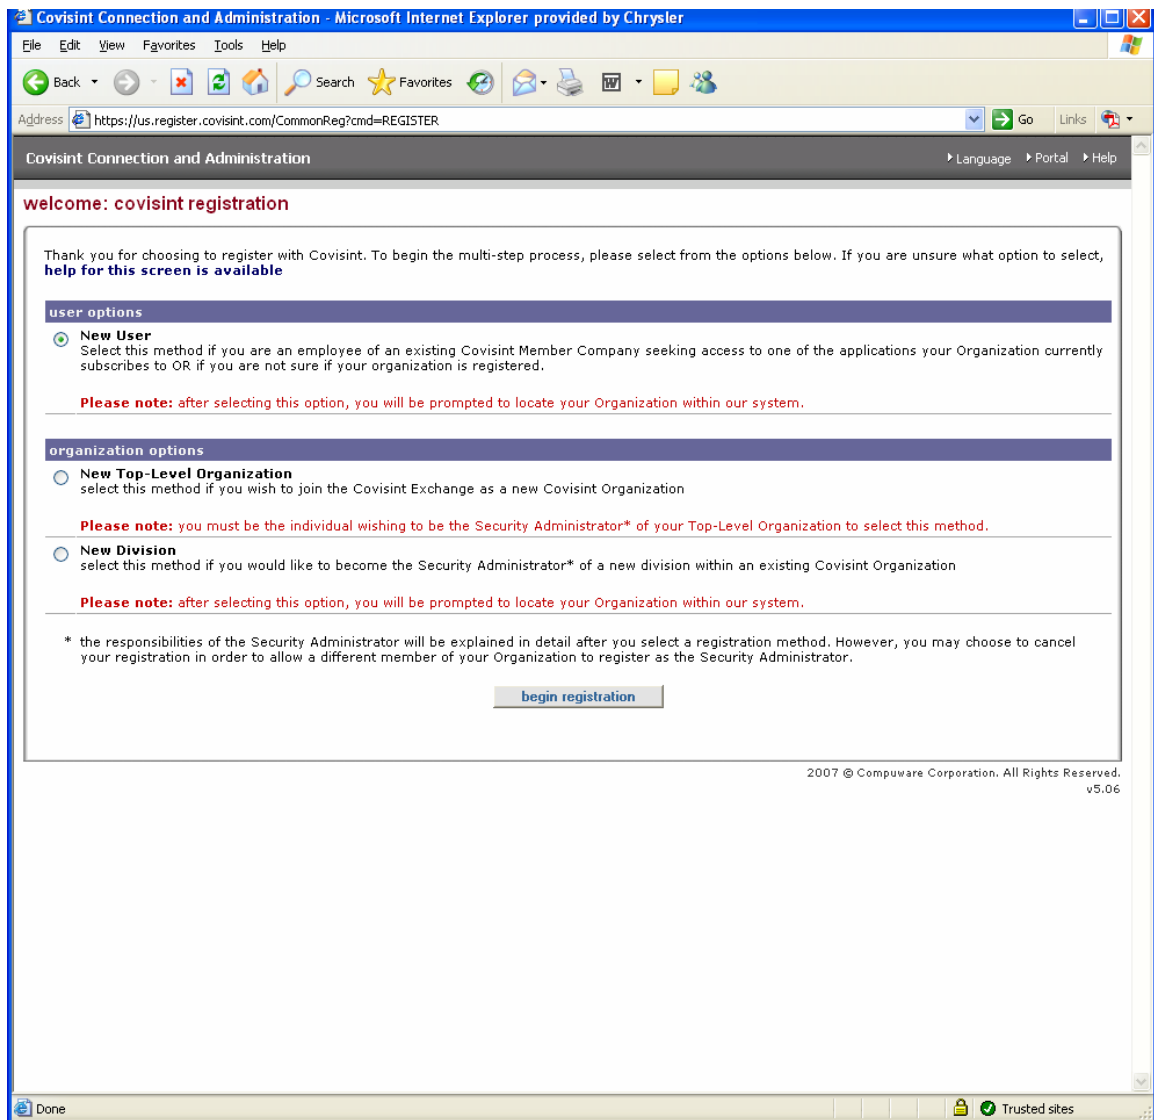 Covisint Connection and Administration - Microsoft Internet Explorer provided by Chrysler
File Edit View Favorites Tools Help
Back Search Favorites
Address https://us.register.covisint.com/CommonReg?cmd=REGISTER Go Links
Covisint Connection and Administration Language Portal Help
welcome: covisint registration
Thank you for choosing to register with Covisint. To begin the multi-step process, please select from the options below. If you are unsure what option to select,
help for this screen is available
user options
New User
Select this method if you are an employee of an existing Covisint Member Company seeking access to one of the applications your Organization currently
subscribes to OR if you are not sure if your organization is registered.
Please note: after selecting this option, you will be prompted to locate your Organization within our system.
organization options
New Top-Level Organization
select this method if you wish to join the Covisint Exchange as a new Covisint Organization
Please note: you must be the individual wishing to be the Security Administrator* of your Top-Level Organization to select this method.
New Division
select this method if you would like to become the Security Administrator* of a new division within an existing Covisint Organization
Please note: after selecting this option, you will be prompted to locate your Organization within our system.
* the responsibilities of the Security Administrator will be explained in detail after you select a registration method. However, you may choose to cancel
your registration in order to allow a different member of your Organization to register as the Security Administrator.
begin registration
2007 © Compuware Corporation. All Rights Reserved.
v5.06
Done Trusted sites